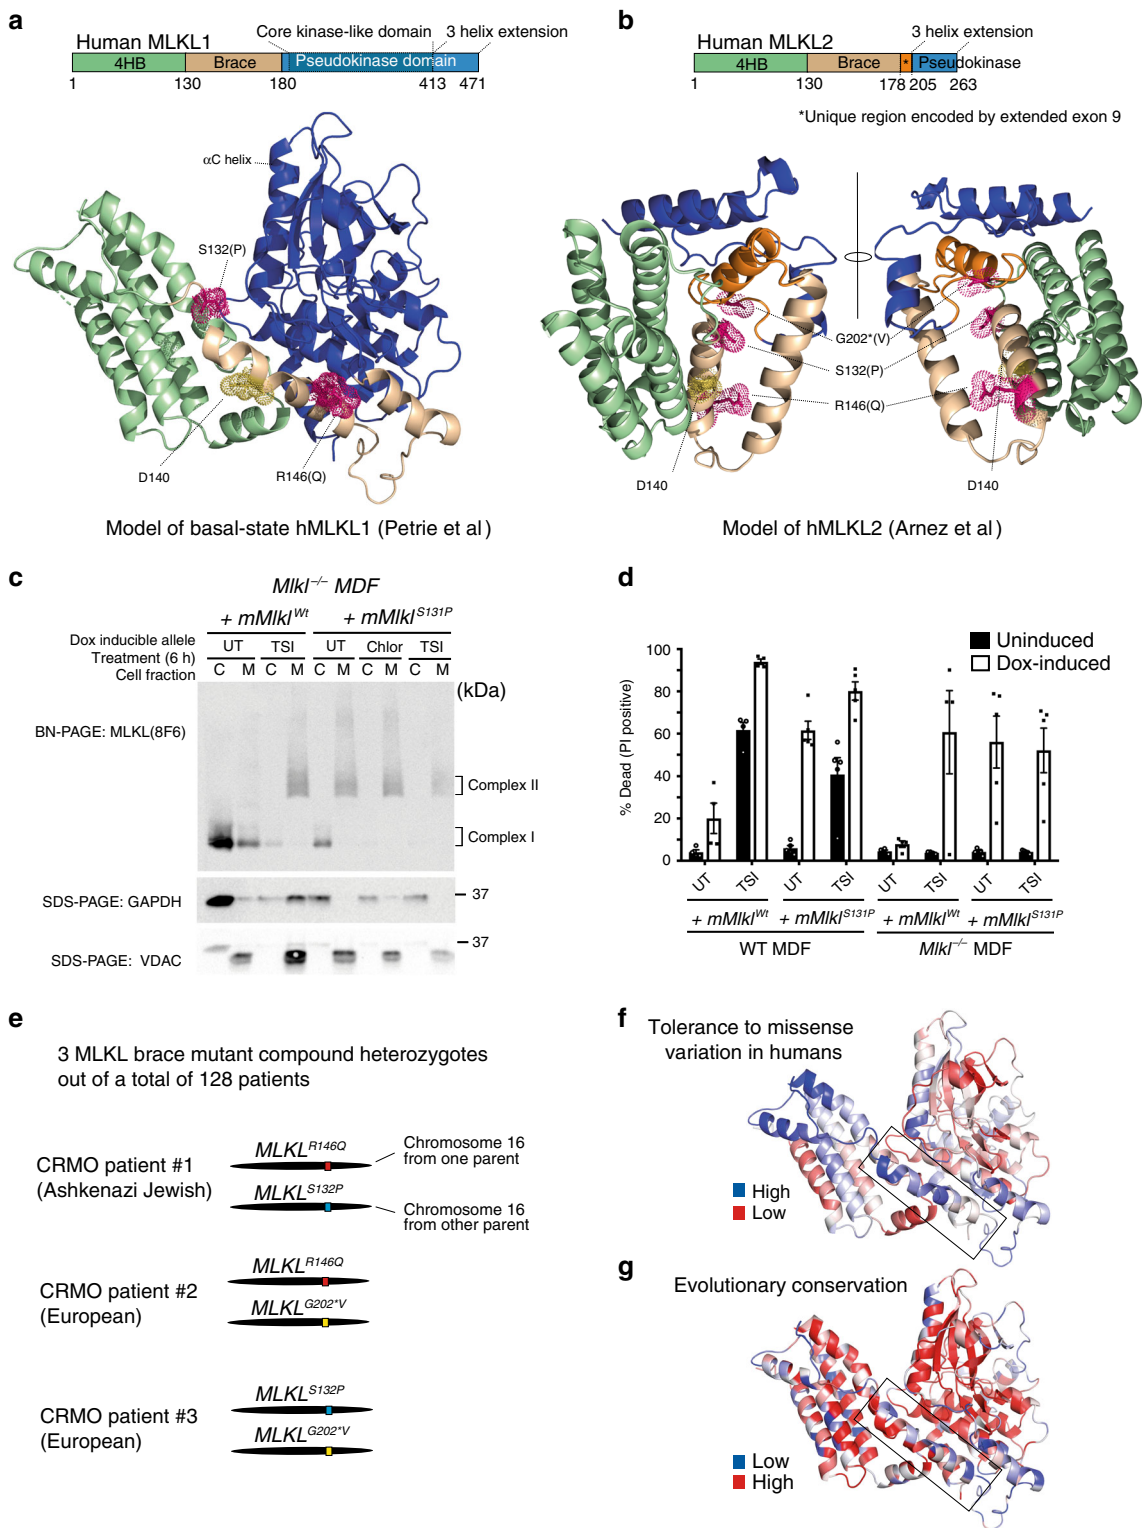 a
Human MLKL1
Core kinase-like domain
3 helix extension
4HB
Brace
Pseudokinase domain
1
130
180
413
471
αC helix
S132(P)
D140
R146(Q)
Model of basal-state hMLKL1 (Petrie et al)
b
Human MLKL2
3 helix extension
4HB
Brace
*
Pseudokinase
1
130
178
205
263
*Unique region encoded by extended exon 9
G202*(V)
S132(P)
R146(Q)
D140
D140
Model of hMLKL2 (Arnez et al)
c
Mlkl–/– MDF
+ mMlklWt
+ mMlklS131P
Dox inducible allele
Treatment (6 h)
UT
TSI
UT
Chlor
TSI
Cell fraction
C M C M C M C M C M
(kDa)
BN-PAGE: MLKL(8F6)
Complex II
Complex I
SDS-PAGE: GAPDH
37
SDS-PAGE: VDAC
37
d
Uninduced
Dox-induced
% Dead (PI positive)
100
80
60
40
20
0
UT
TSI
UT
TSI
UT
TSI
UT
TSI
+ mMlklWt
+ mMlklS131P
+ mMlklWt
+ mMlklS131P
WT MDF
Mlkl–/– MDF
e
3 MLKL brace mutant compound heterozygotes
out of a total of 128 patients
CRMO patient #1
(Ashkenazi Jewish)
MLKLR146Q
Chromosome 16
from one parent
MLKLS132P
Chromosome 16
from other parent
CRMO patient #2
(European)
MLKLR146Q
MLKLG202*V
CRMO patient #3
(European)
MLKLS132P
MLKLG202*V
f
Tolerance to missense
variation in humans
High
Low
g
Evolutionary conservation
Low
High